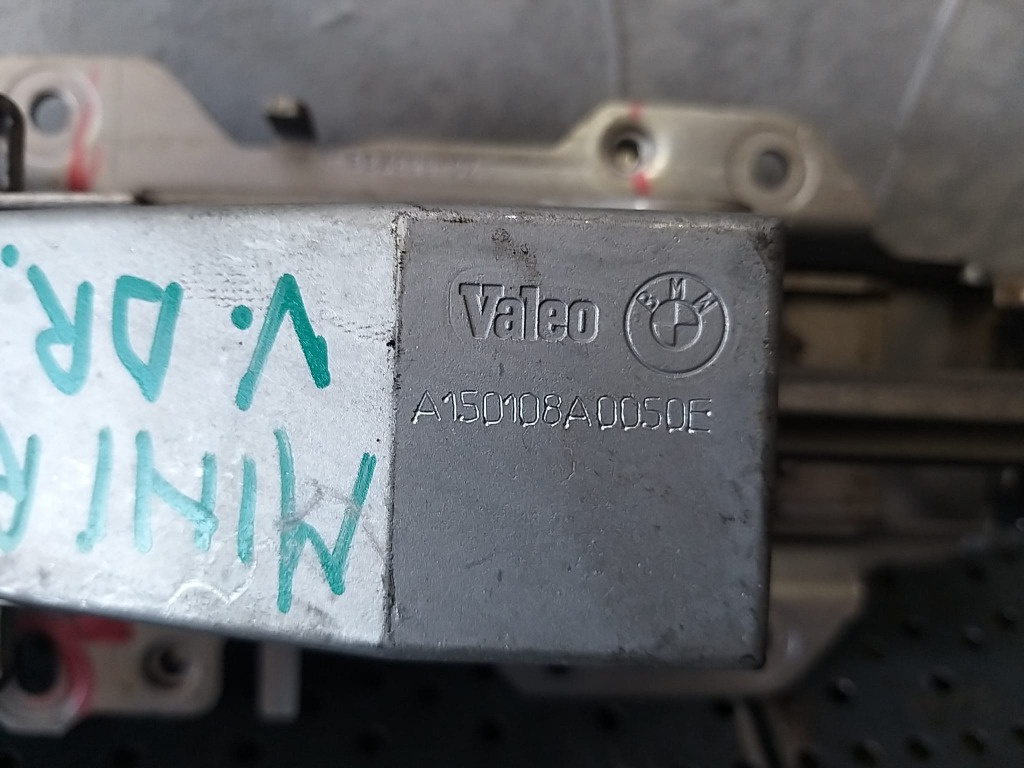 Valeo BMW
A150108A0050E
V. DR.
MINI R